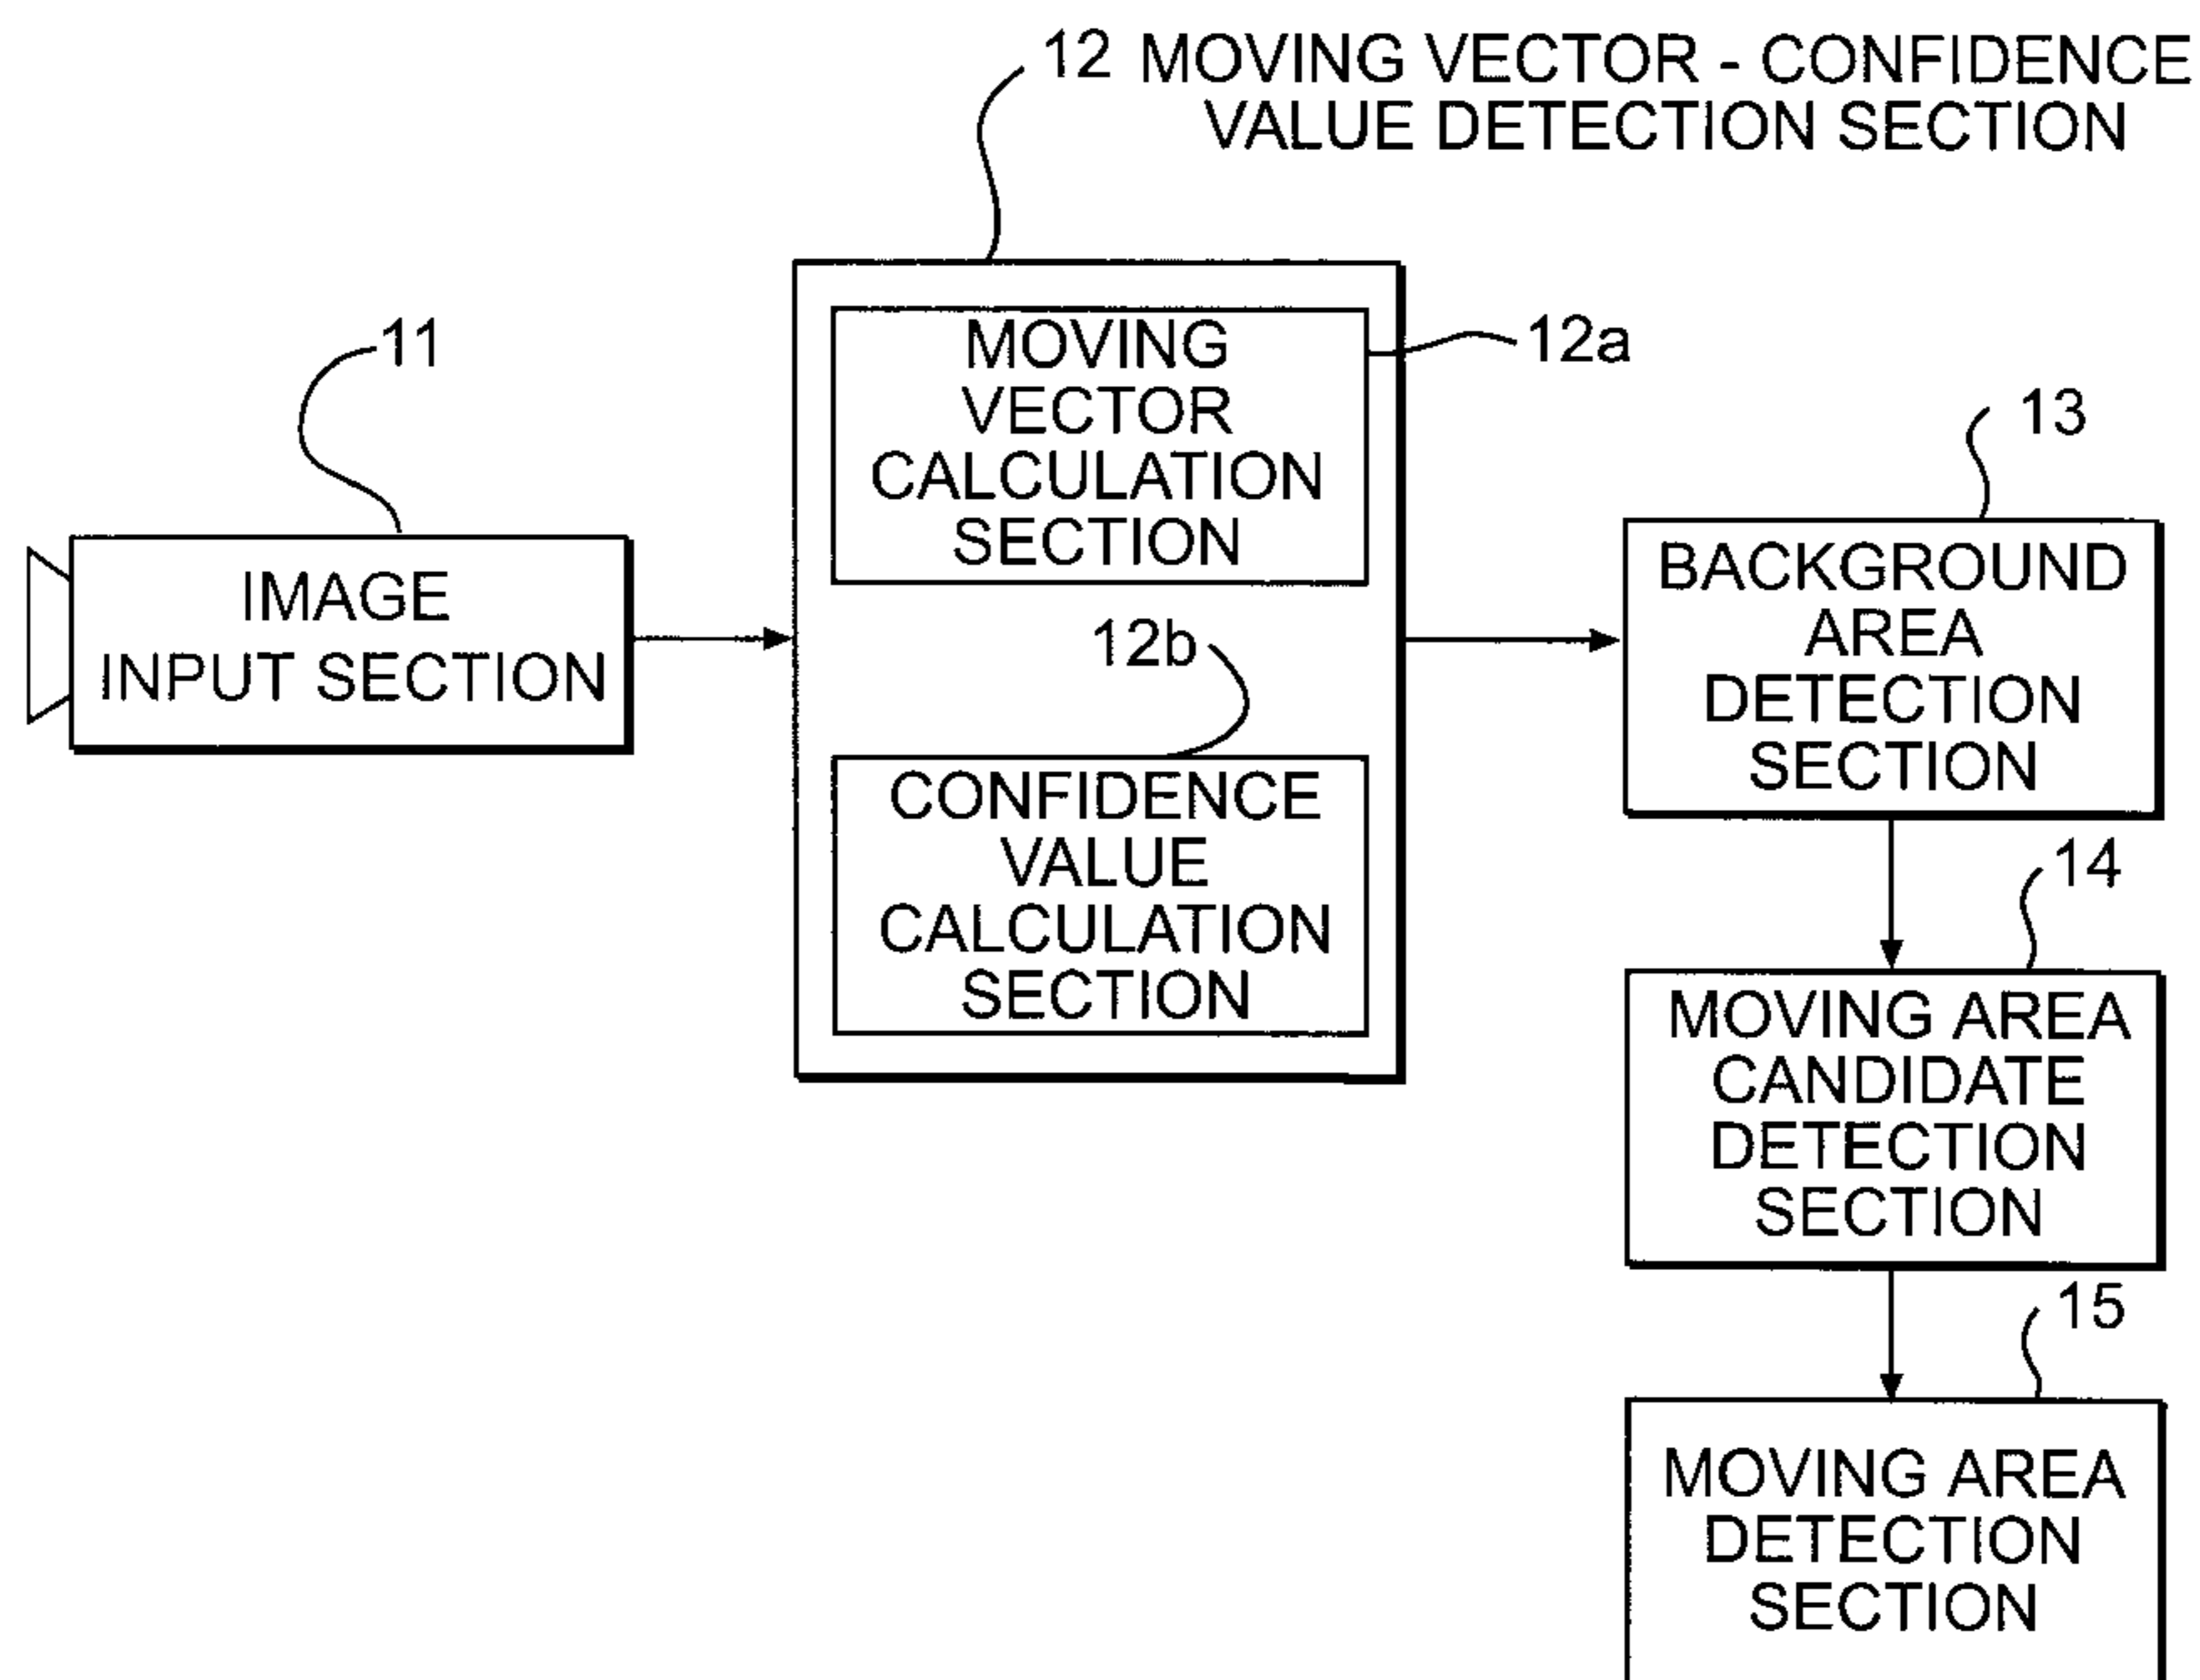 12 MOVING VECTOR - CONFIDENCE
VALUE DETECTION SECTION
11
IMAGE
INPUT SECTION
12a
MOVING
VECTOR
CALCULATION
SECTION
12b
CONFIDENCE
VALUE
CALCULATION
SECTION
13
BACKGROUND
AREA
DETECTION
SECTION
14
MOVING AREA
CANDIDATE
DETECTION
SECTION
15
MOVING AREA
DETECTION
SECTION